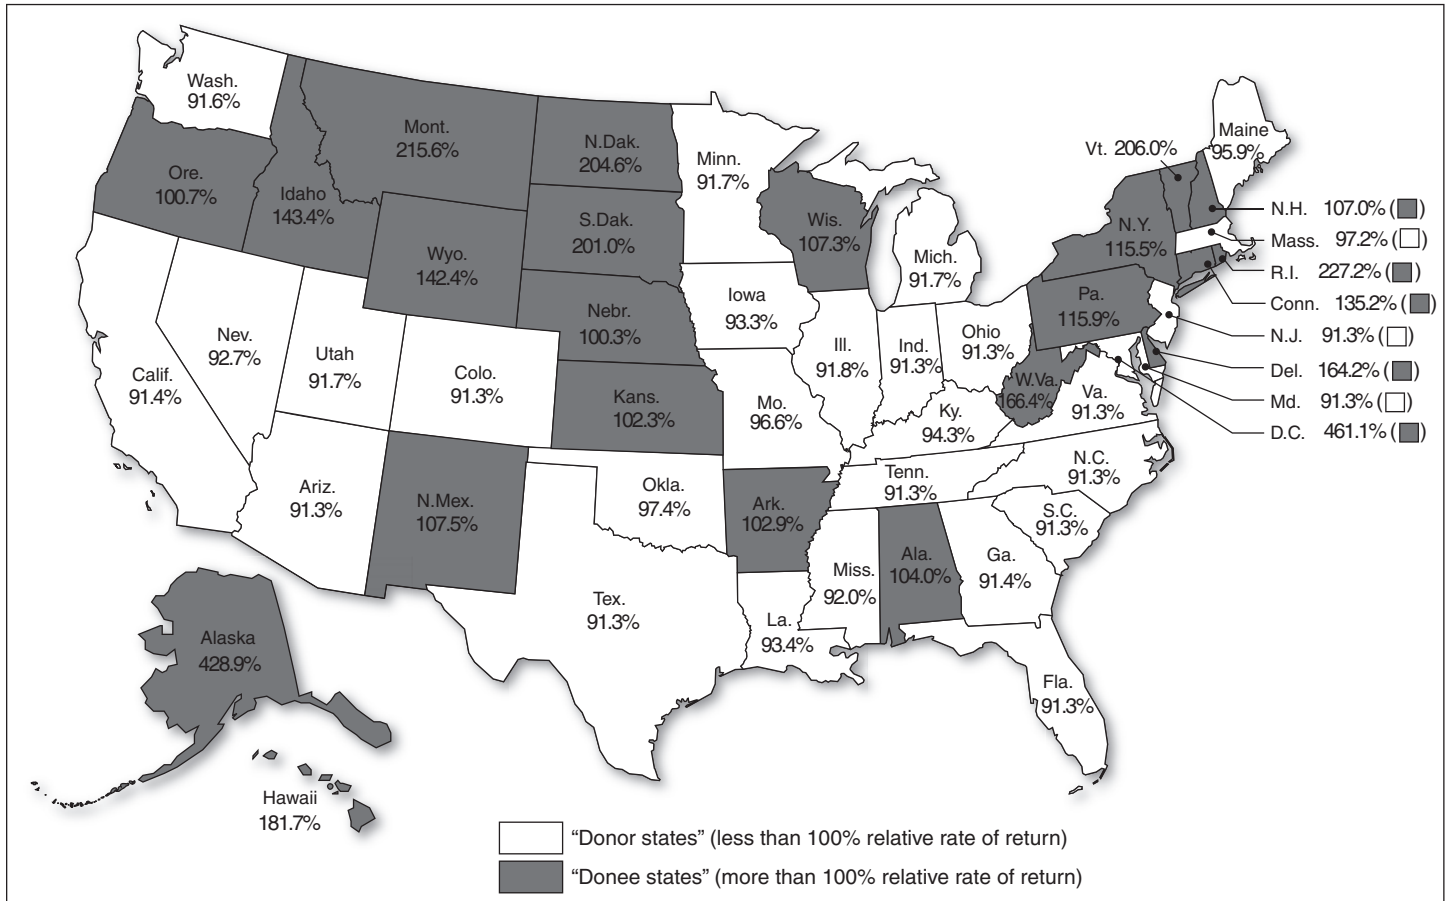 Wash.
91.6%
Mont.
215.6%
N.Dak.
204.6%
Minn.
91.7%
Maine
95.9%
Vt. 206.0%
Ore.
100.7%
Idaho
143.4%
S.Dak.
201.0%
Wis.
107.3%
N.Y.
115.5%
N.H. 107.0% ( )
Mass. 97.2% ( )
R.I. 227.2% ( )
Conn. 135.2% ( )
N.J. 91.3% ( )
Del. 164.2% ( )
Md. 91.3% ( )
D.C. 461.1% ( )
Wyo.
142.4%
Mich.
91.7%
Iowa
93.3%
Pa.
115.9%
Nebr.
100.3%
Nev.
92.7%
Utah
91.7%
Colo.
91.3%
Ill.
91.8%
Ind.
91.3%
Ohio
91.3%
Calif.
91.4%
Kans.
102.3%
Mo.
96.6%
Ky.
94.3%
W.Va.
166.4%
Va.
91.3%
Ariz.
91.3%
N.Mex.
107.5%
Okla.
97.4%
Ark.
102.9%
Tenn.
91.3%
N.C.
91.3%
S.C.
91.3%
Tex.
91.3%
La.
93.4%
Miss.
92.0%
Ala.
104.0%
Ga.
91.4%
Fla.
91.3%
Alaska
428.9%
Hawaii
181.7%
“Donor states” (less than 100% relative rate of return)
“Donee states” (more than 100% relative rate of return)